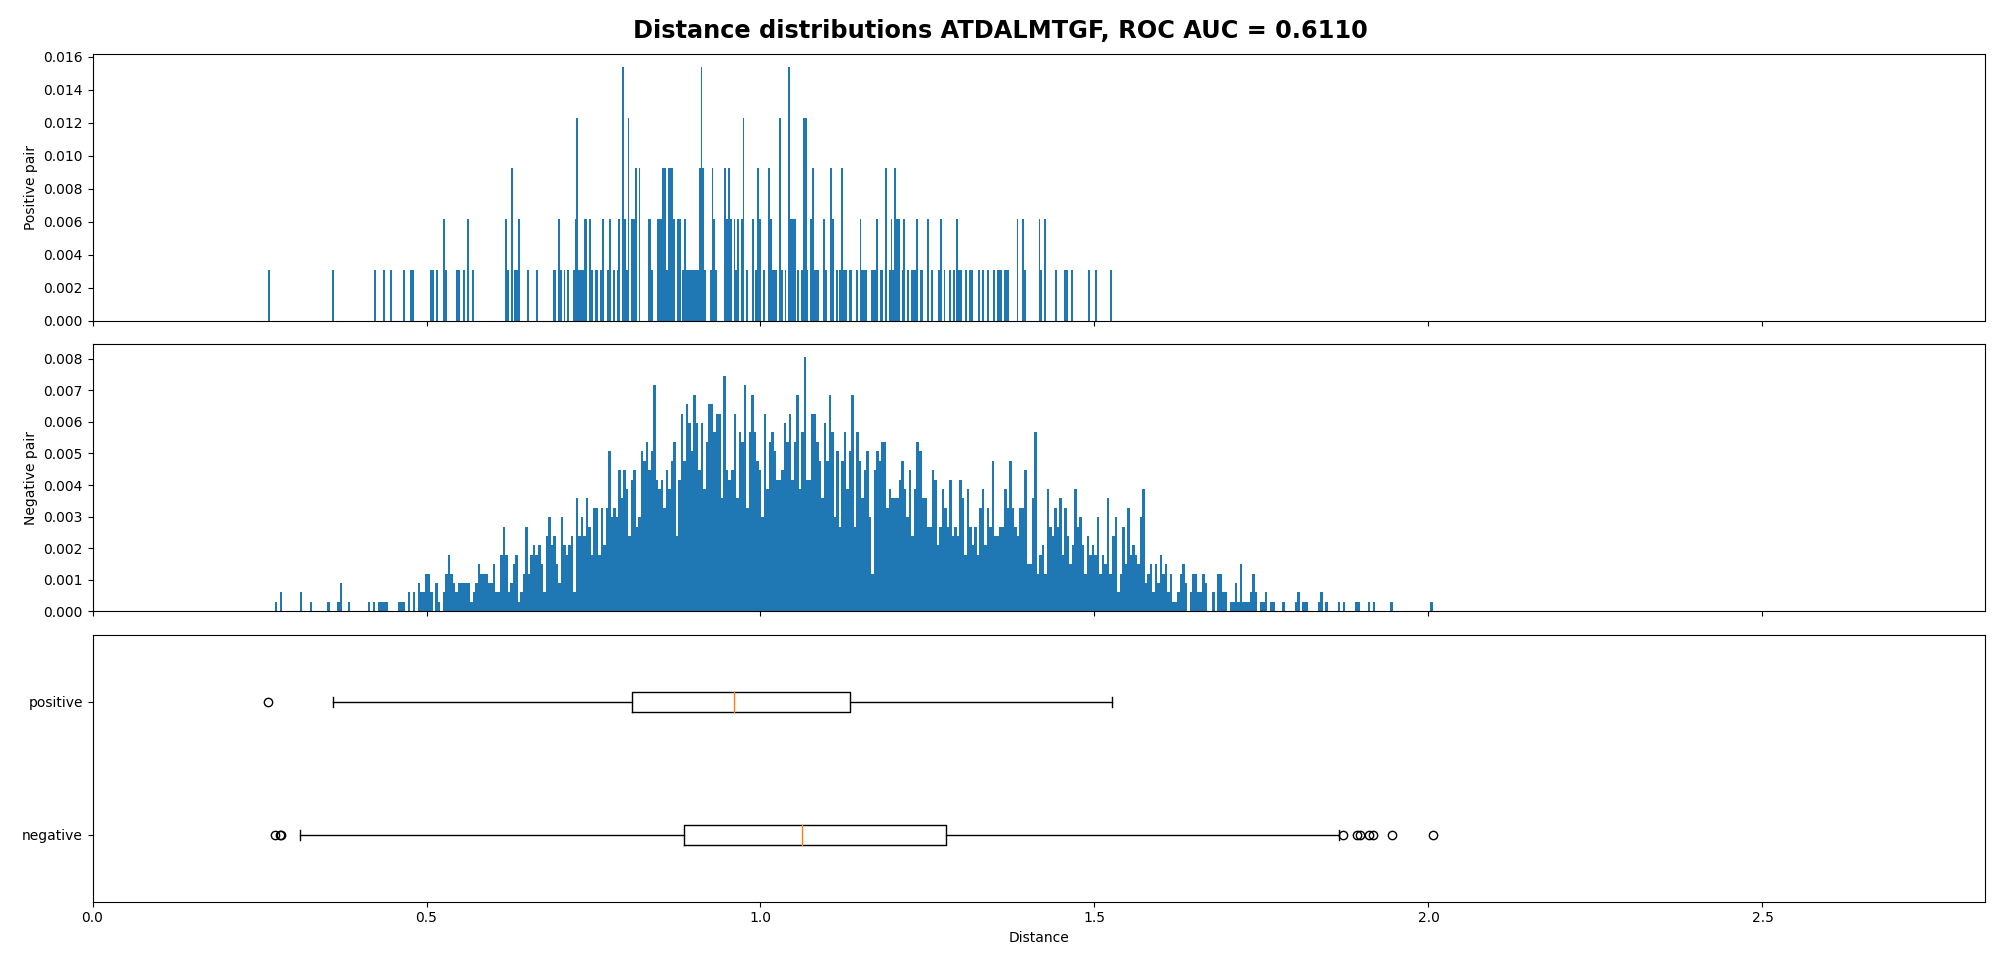 Distance distributions ATDALMTGF, ROC AUC = 0.6110
0.016
0.014
0.012
0.010
0.008
0.006
0.004
0.002
0.000
Positive pair
0.008
0.007
0.006
0.005
0.004
0.003
0.002
0.001
0.000
Negative pair
positive
negative
0.0 0.5 1.0 1.5 2.0 2.5
Distance